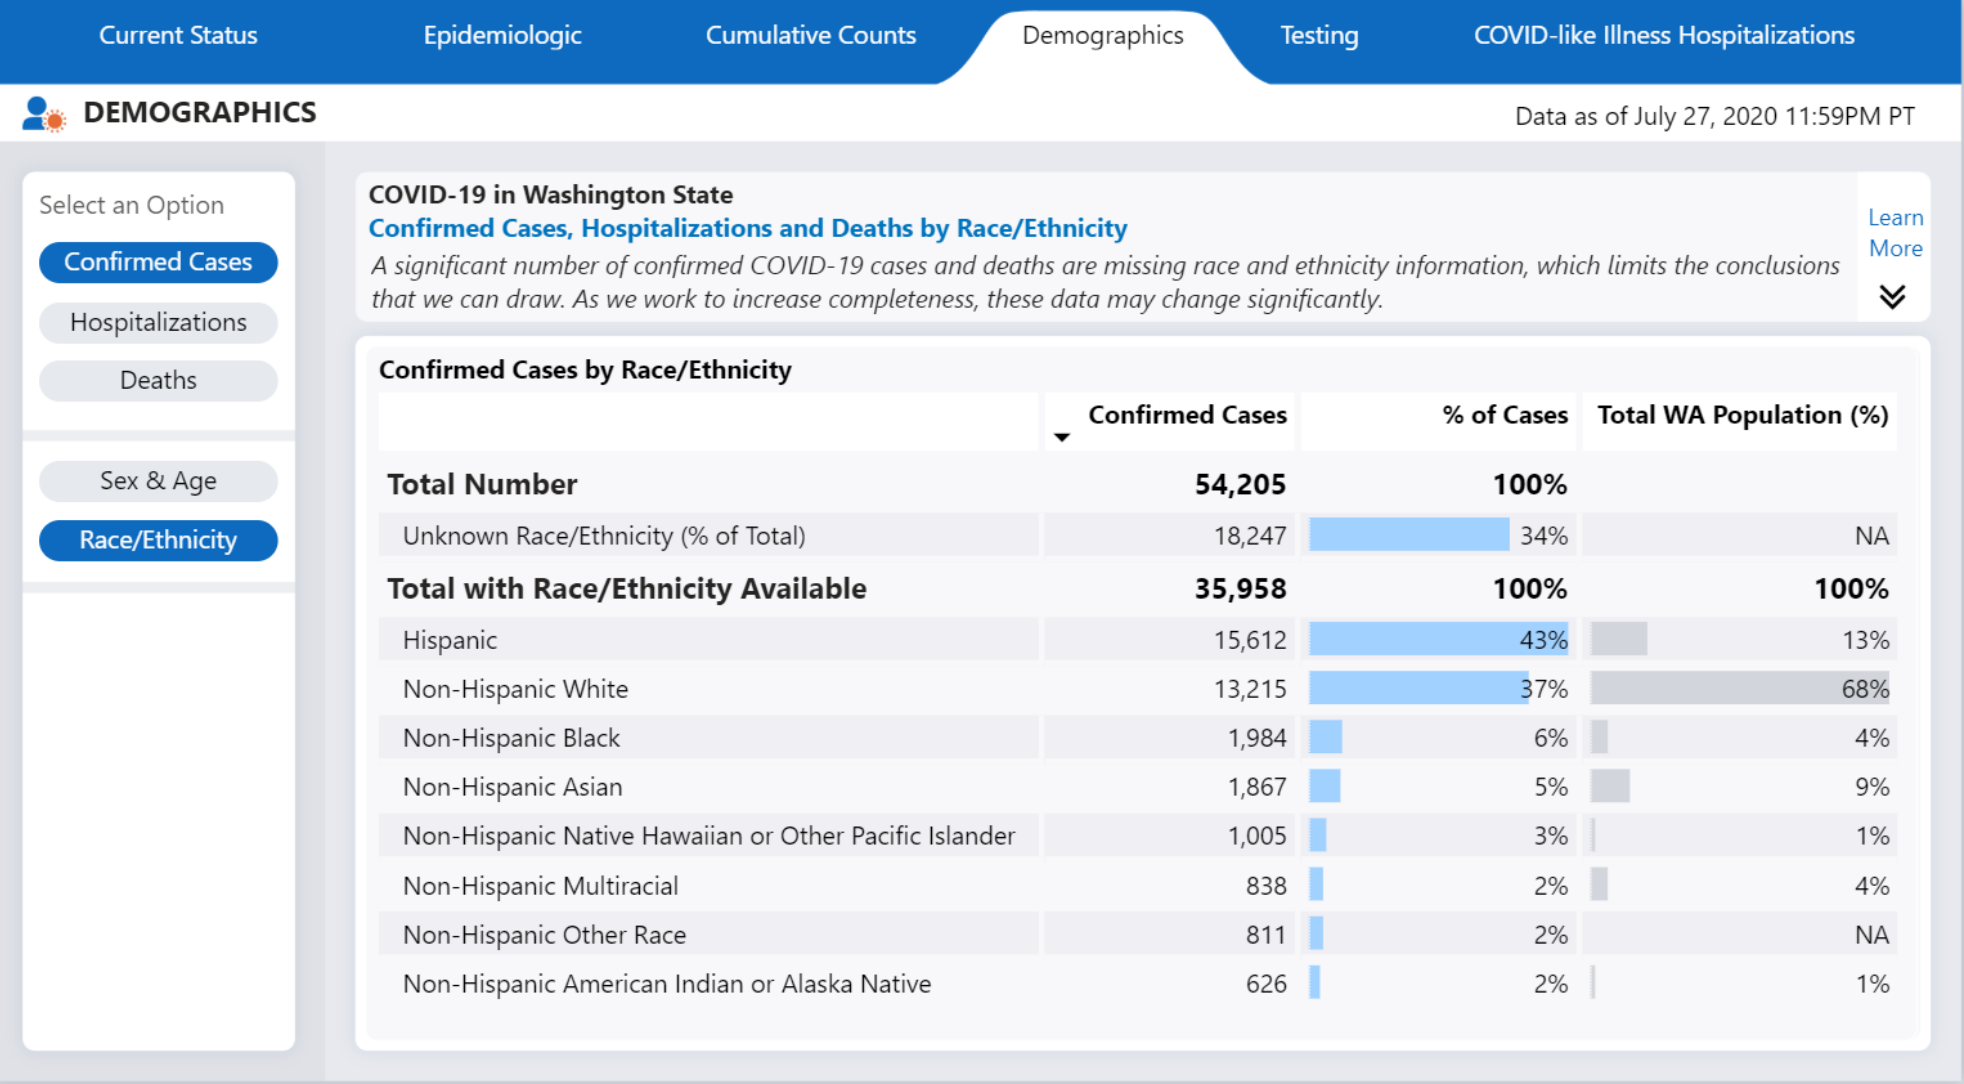 Current Status Epidemiologic Cumulative Counts Demographics Testing COVID-like Illness Hospitalizations
DEMOGRAPHICS
Data as of July 27, 2020 11:59PM PT
Select an Option
Confirmed Cases
Hospitalizations
Deaths
Sex & Age
Race/Ethnicity
COVID-19 in Washington State
Confirmed Cases, Hospitalizations and Deaths by Race/Ethnicity
A significant number of confirmed COVID-19 cases and deaths are missing race and ethnicity information, which limits the conclusions
that we can draw. As we work to increase completeness, these data may change significantly.
Learn
More
Confirmed Cases by Race/Ethnicity
Confirmed Cases % of Cases Total WA Population (%)
Total Number 54,205 100%
Unknown Race/Ethnicity (% of Total) 18,247 34% NA
Total with Race/Ethnicity Available 35,958 100% 100%
Hispanic 15,612 43% 13%
Non-Hispanic White 13,215 37% 68%
Non-Hispanic Black 1,984 6% 4%
Non-Hispanic Asian 1,867 5% 9%
Non-Hispanic Native Hawaiian or Other Pacific Islander 1,005 3% 1%
Non-Hispanic Multiracial 838 2% 4%
Non-Hispanic Other Race 811 2% NA
Non-Hispanic American Indian or Alaska Native 626 2% 1%